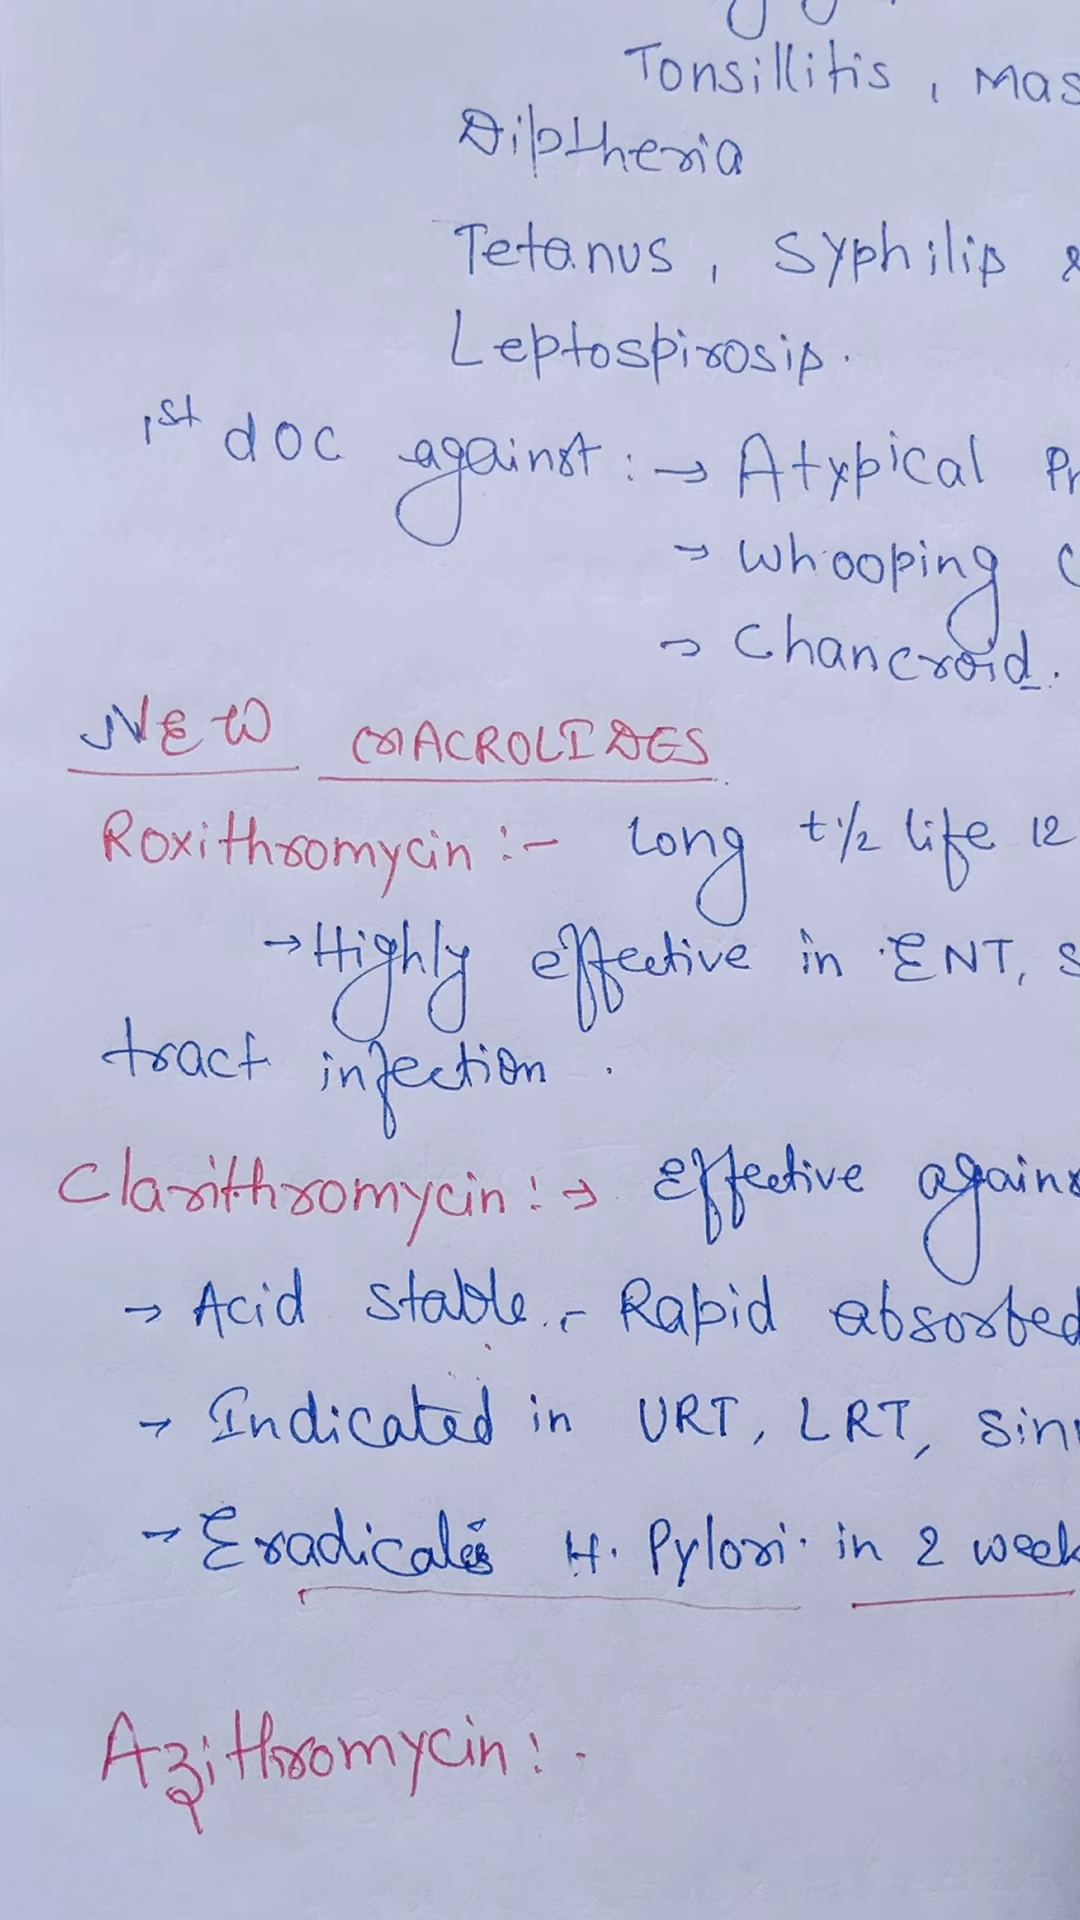 Tonsillitis, Mas
Diptheria
Tetanus, Syphilis &
Leptospirosis.
1st doc against :→ Atypical Pn
→ Whooping C
→ Chancroid.
NEW MACROLIDES
Roxithromycin :- long t1/2 life 12
→ Highly effective in ENT, S
tract infection.
Clarithromycin :→ Effective agains
→ Acid stable - Rapid absorbed
→ Indicated in URT, LRT, Sinu
→ Eradicates H. Pylori in 2 week
Azithromycin :-